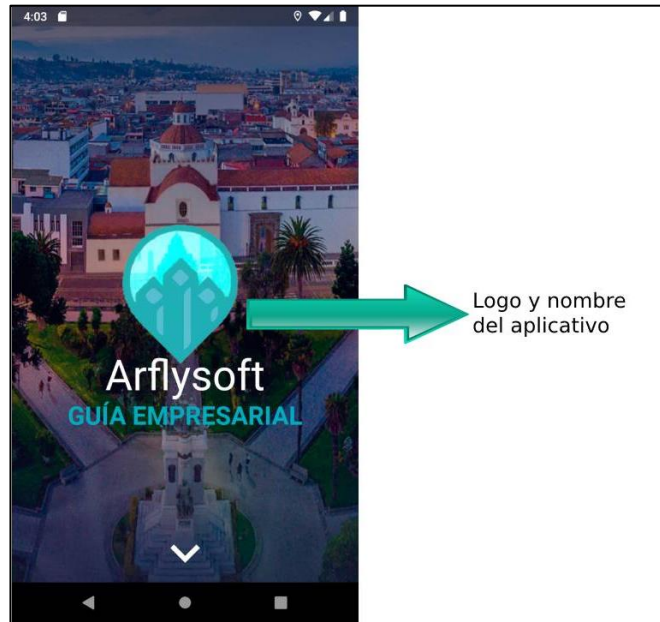 4:03
Arflysoft
GUÍA EMPRESARIAL
Logo y nombre
del aplicativo